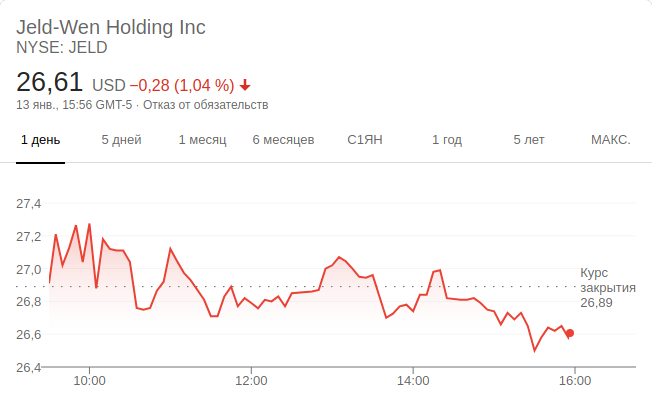 Jeld-Wen Holding Inc
NYSE: JELD
26,61 USD −0,28 (1,04 %)
13 янв., 15:56 GMT-5 · Отказ от обязательств
1 день 5 дней 1 месяц 6 месяцев С1ЯН 1 год 5 лет МАКС.
27,4
27,2
27,0
26,8
26,6
26,4
Курс
закрытия
26,89
10:00 12:00 14:00 16:00